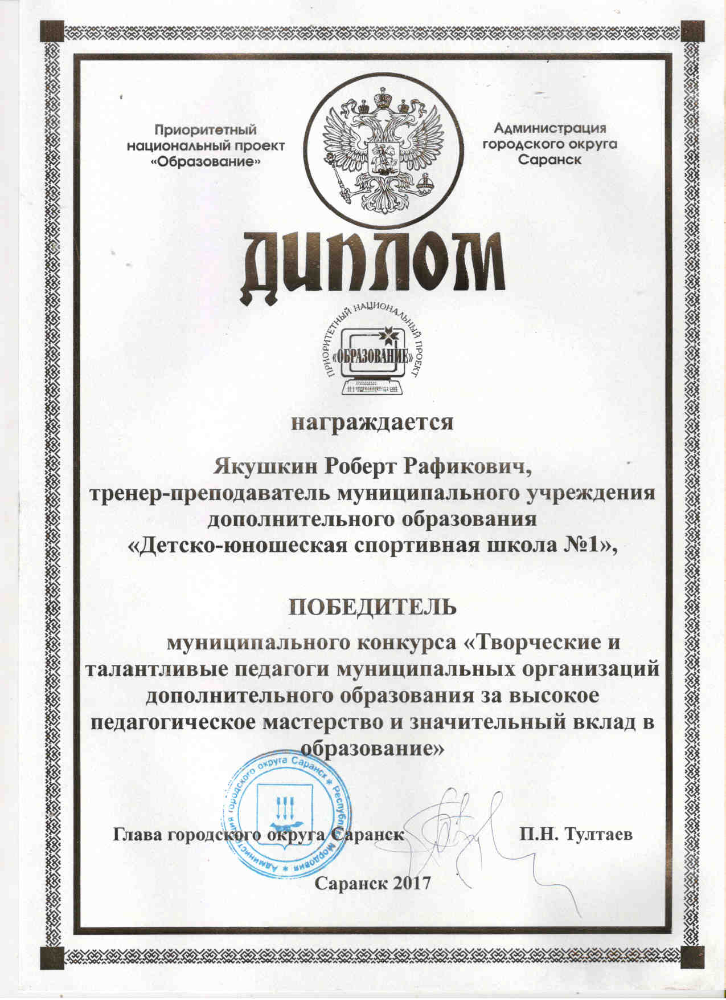 Приоритетный
национальный проект
«Образование»
Администрация
городского округа
Саранск
ДИПЛОМ
ПРИОРИТЕТНЫЙ НАЦИОНАЛЬНЫЙ ПРОЕКТ
«ОБРАЗОВАНИЕ»
награждается
Якушкин Роберт Рафикович,
тренер-преподаватель муниципального учреждения
дополнительного образования
«Детско-юношеская спортивная школа №1»,
ПОБЕДИТЕЛЬ
муниципального конкурса «Творческие и
талантливые педагоги муниципальных организаций
дополнительного образования за высокое
педагогическое мастерство и значительный вклад в
образование»
Администрация городского округа Саранск * Республика Мордовия *
Глава городского округа Саранск
П.Н. Тултаев
Саранск 2017